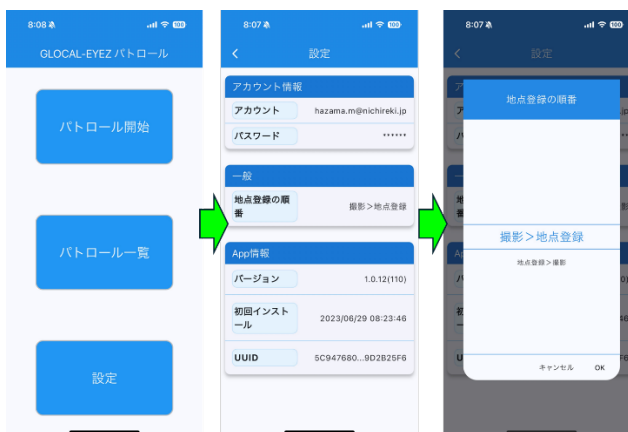 8:08
100
GLOCAL-EYEZ パトロール
パトロール開始
パトロール一覧
設定
8:07
100
設定
アカウント情報
アカウント
hazama.m@nichireki.jp
パスワード
••••••
一般
地点登録の順
番
撮影＞地点登録
App情報
バージョン
1.0.12(110)
初回インスト
ール
2023/06/29 08:23:46
UUID
5C947680...9D2B25F6
8:07
100
設定
地点登録の順番
撮影＞地点登録
地点登録＞撮影
キャンセル
OK